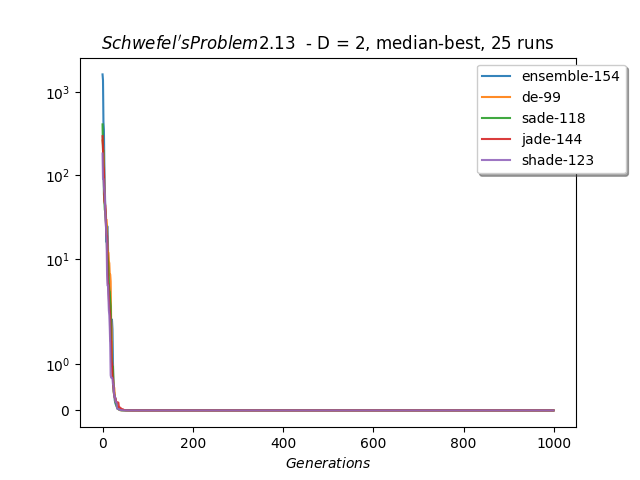 Schwefel'sProblem2.13 - D = 2, median-best, 25 runs
ensemble-154
de-99
sade-118
jade-144
shade-123
10³
10²
10¹
10⁰
0
0 200 400 600 800 1000
Generations